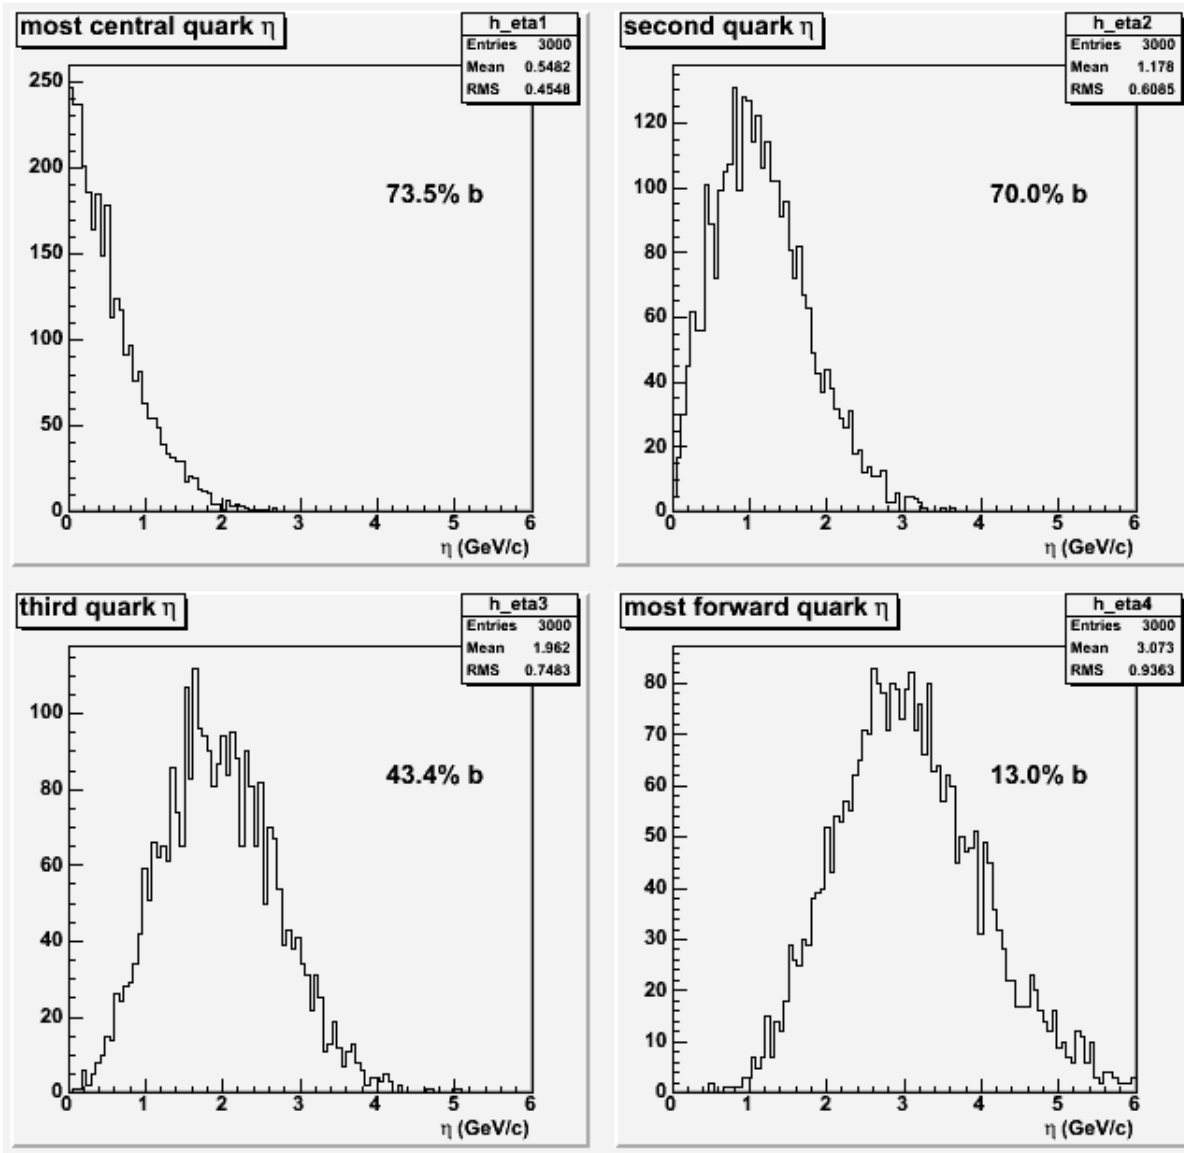 most central quark η
h_eta1
Entries 3000
Mean 0.5482
RMS 0.4548
250
200
150
100
50
0
73.5% b
0 1 2 3 4 5 6
η (GeV/c)
second quark η
h_eta2
Entries 3000
Mean 1.178
RMS 0.6085
120
100
80
60
40
20
0
70.0% b
0 1 2 3 4 5 6
η (GeV/c)
third quark η
h_eta3
Entries 3000
Mean 1.962
RMS 0.7483
100
80
60
40
20
0
43.4% b
0 1 2 3 4 5 6
η (GeV/c)
most forward quark η
h_eta4
Entries 3000
Mean 3.073
RMS 0.9363
80
70
60
50
40
30
20
10
0
13.0% b
0 1 2 3 4 5 6
η (GeV/c)